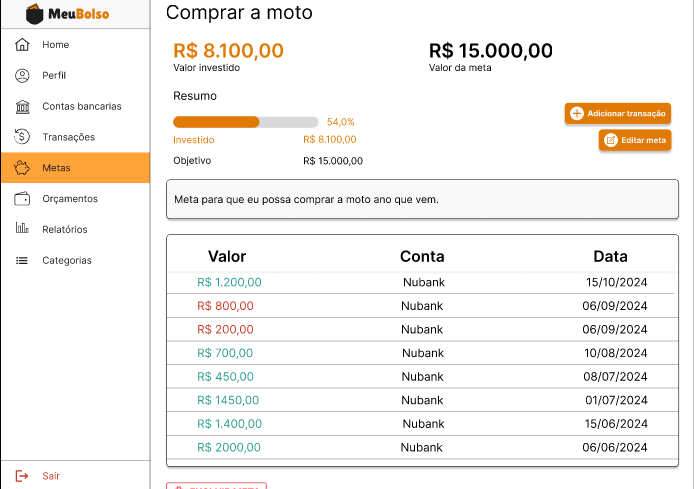 MeuBolso
Home
Perfil
Contas bancarias
Transações
Metas
Orçamentos
Relatórios
Categorias
Sair
Comprar a moto
R$ 8.100,00
Valor investido
R$ 15.000,00
Valor da meta
Resumo
54,0%
Investido R$ 8.100,00
Objetivo R$ 15.000,00
Adicionar transação
Editar meta
Meta para que eu possa comprar a moto ano que vem.
Valor Conta Data
R$ 1.200,00 Nubank 15/10/2024
R$ 800,00 Nubank 06/09/2024
R$ 200,00 Nubank 06/09/2024
R$ 700,00 Nubank 10/08/2024
R$ 450,00 Nubank 08/07/2024
R$ 1450,00 Nubank 01/07/2024
R$ 1.400,00 Nubank 15/06/2024
R$ 2000,00 Nubank 06/06/2024